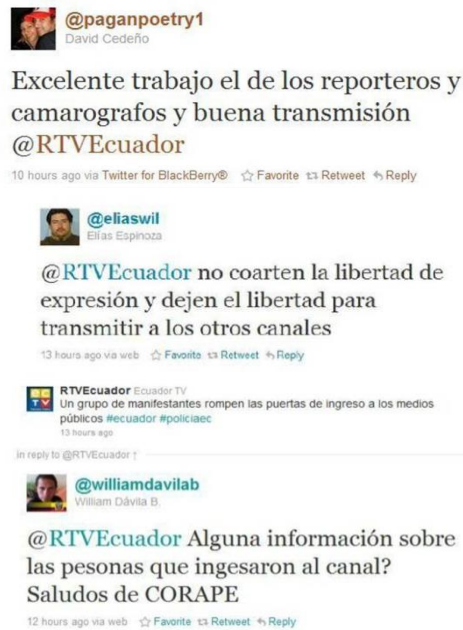 @paganpoetry1
David Cedeño
Excelente trabajo el de los reporteros y
camarografos y buena transmisión
@RTVEcuador
10 hours ago via Twitter for BlackBerry® Favorite Retweet Reply
@eliaswil
Elías Espinoza
@RTVEcuador no coarten la libertad de
expresión y dejen el libertad para
transmitir a los otros canales
13 hours ago via web Favorite Retweet Reply
EC
TV
RTVEcuador Ecuador TV
Un grupo de manifestantes rompen las puertas de ingreso a los medios
públicos #ecuador #policiaec
13 hours ago
in reply to @RTVEcuador ↑
@williamdavilab
William Dávila B.
@RTVEcuador Alguna información sobre
las pesonas que ingesaron al canal?
Saludos de CORAPE
12 hours ago via web Favorite Retweet Reply